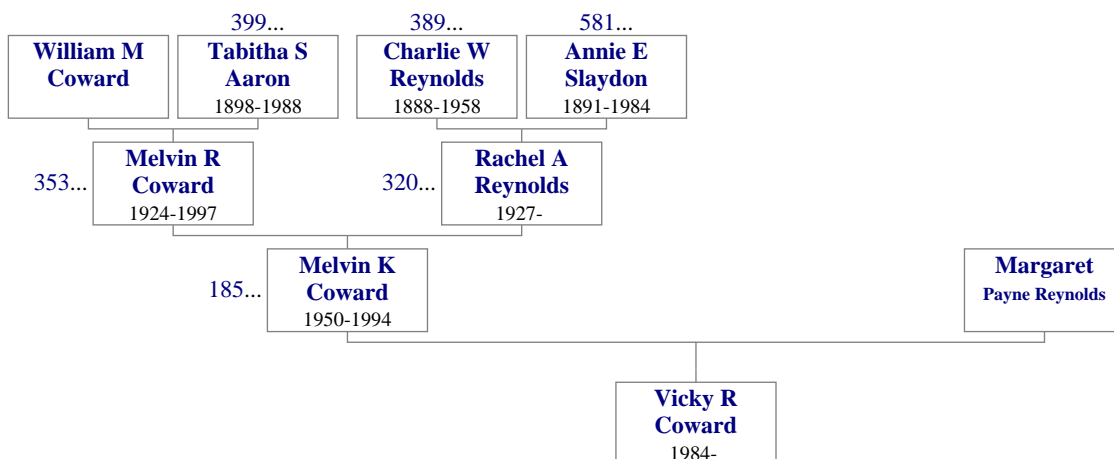 399...
389...
581...
William M
Coward
Tabitha S
Aaron
1898-1988
Charlie W
Reynolds
1888-1958
Annie E
Slaydon
1891-1984
353...
Melvin R
Coward
1924-1997
320...
Rachel A
Reynolds
1927-
185...
Melvin K
Coward
1950-1994
Margaret
Payne Reynolds
Vicky R
Coward
1984-